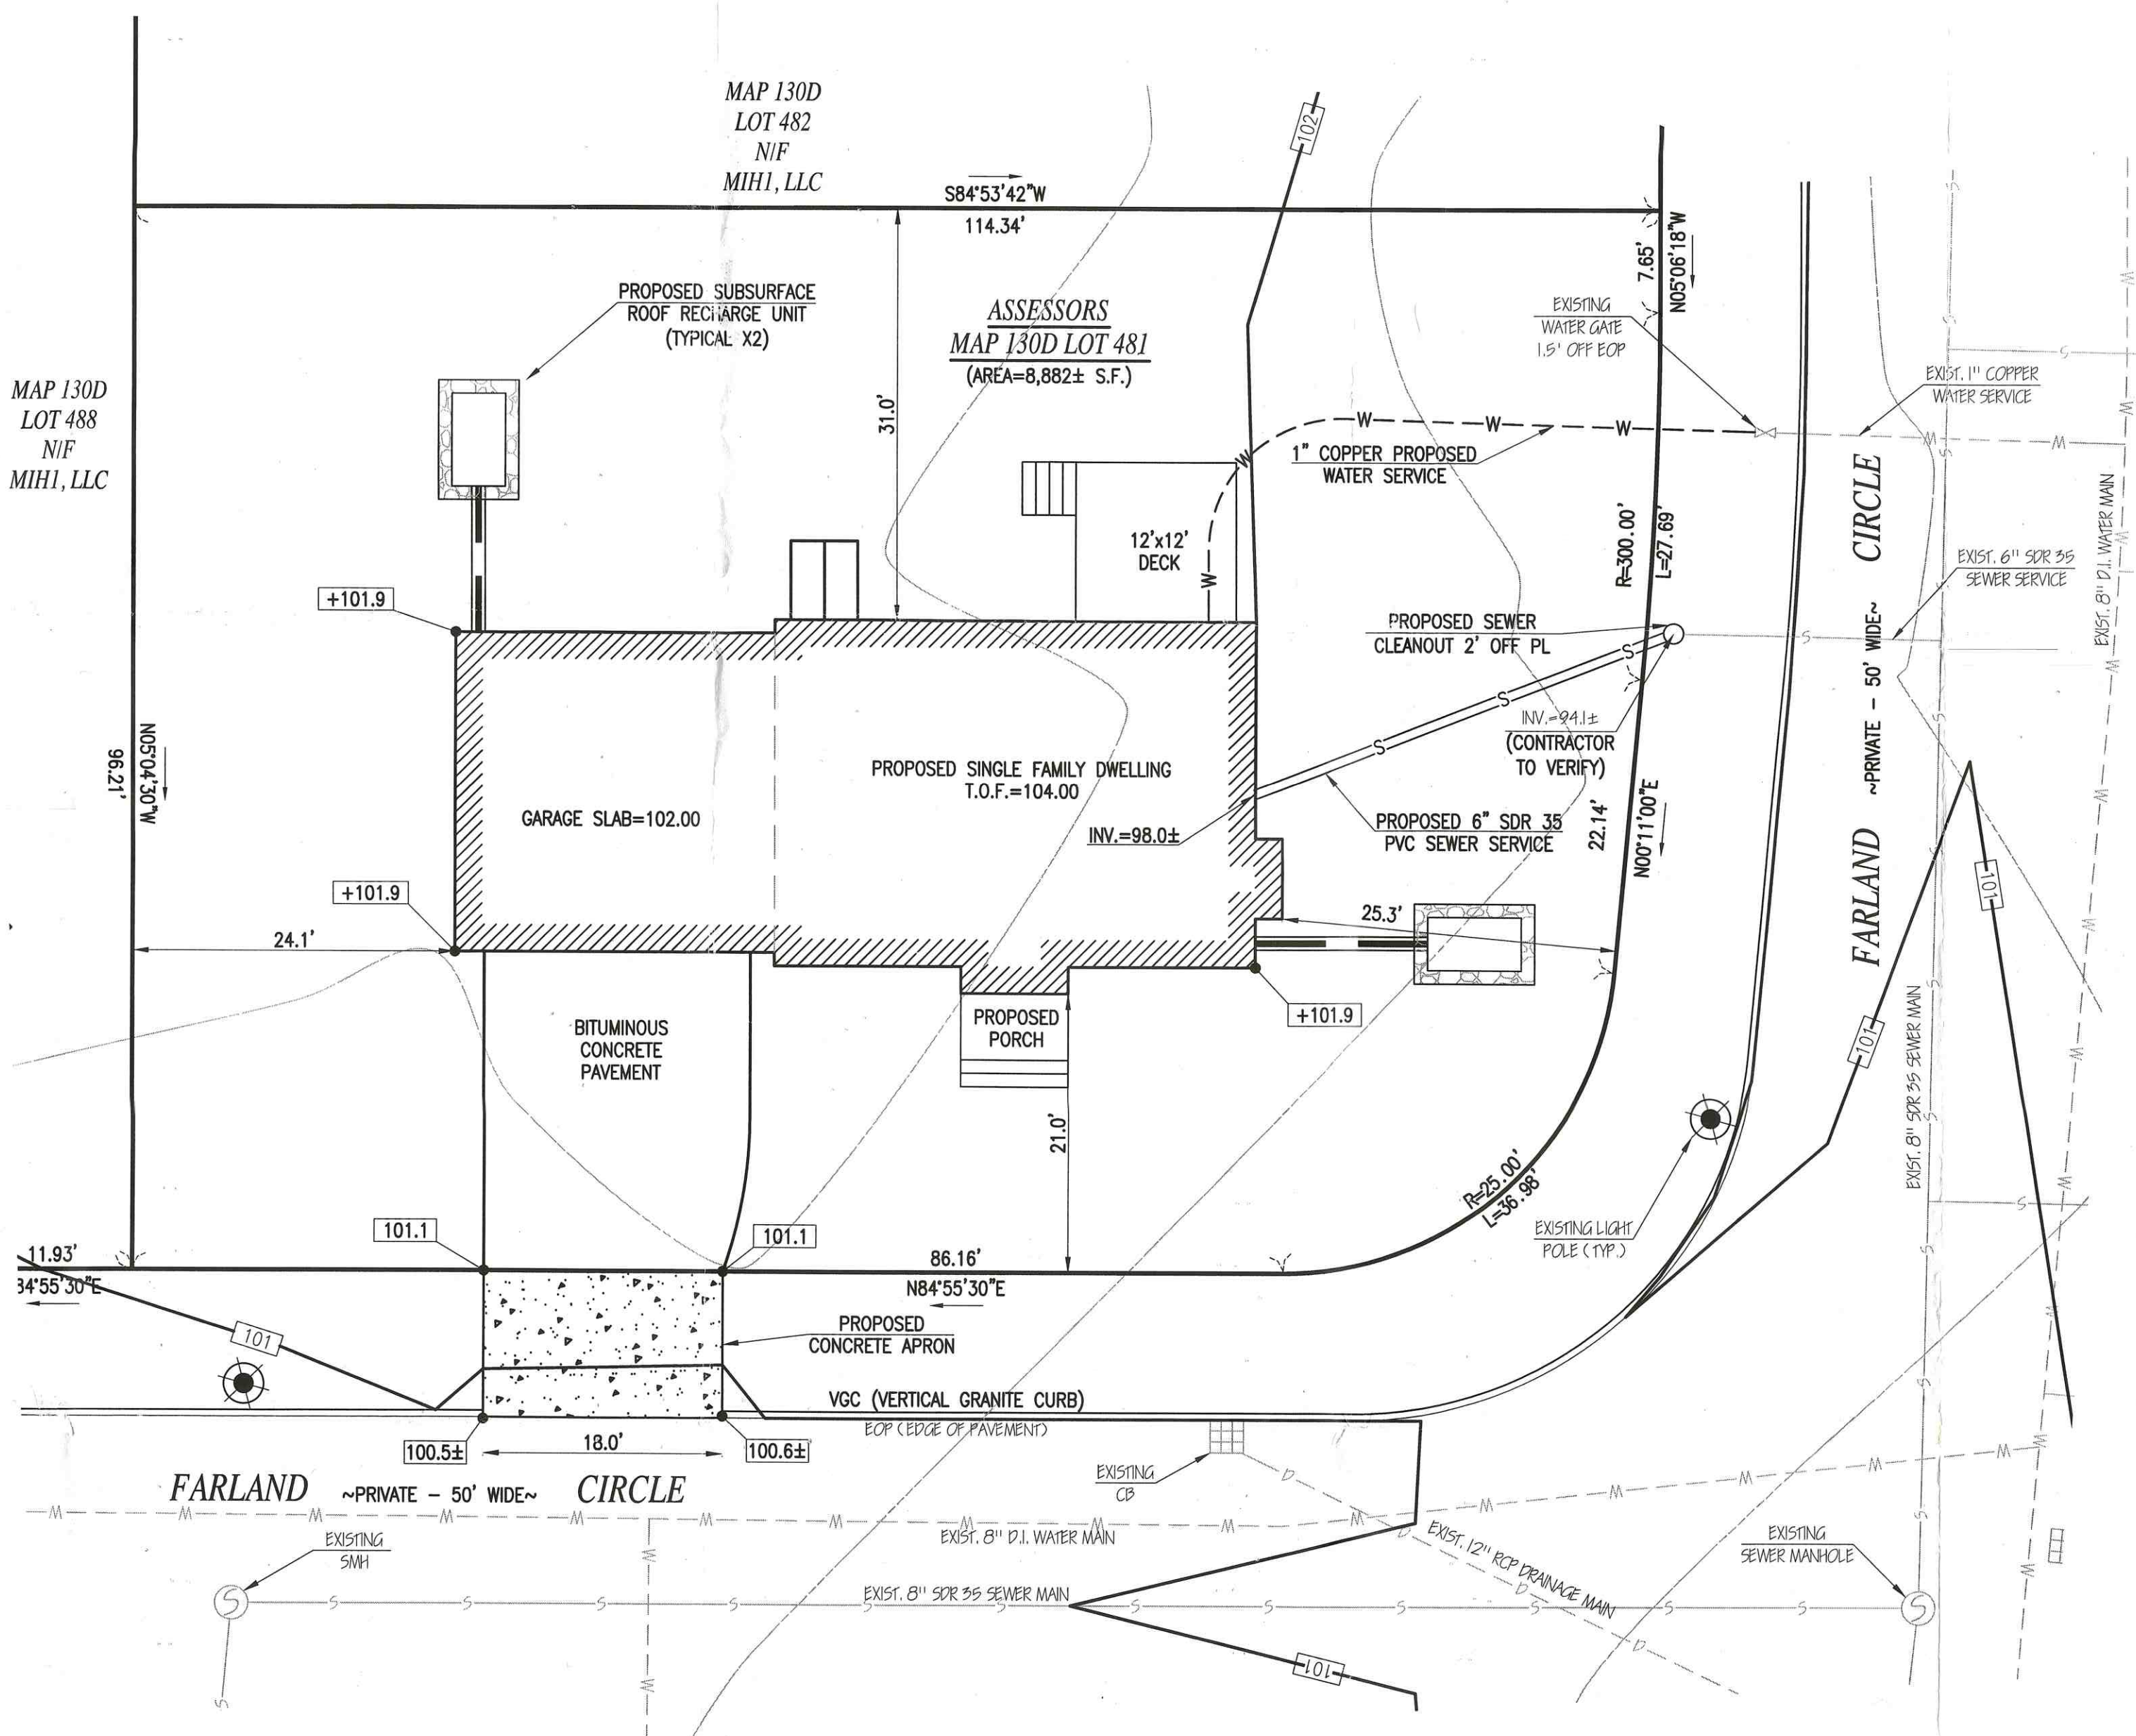 MAP 130D
LOT 482
N/F
MIH1, LLC
S84°53'42"W
114.34'
102
7.65'
N05°06'18"W
PROPOSED SUBSURFACE
ROOF RECHARGE UNIT
(TYPICAL X2)
ASSESSORS
MAP 130D LOT 481
(AREA=8,882± S.F.)
EXISTING
WATER GATE
1.5' OFF EOP
EXIST. 1" COPPER
WATER SERVICE
MAP 130D
LOT 488
N/F
MIH1, LLC
31.0'
W W W W W
1" COPPER PROPOSED
WATER SERVICE
12'x12'
DECK
R=300.00'
L=27.69'
FARLAND ~PRIVATE - 50' WIDE~ CIRCLE
EXIST. 8" D.I. WATER MAIN
EXIST. 6" SDR 35
SEWER SERVICE
+101.9
PROPOSED SEWER
CLEANOUT 2' OFF PL
S S S
INV.=94.1±
(CONTRACTOR
TO VERIFY)
N05°04'30"W
96.21'
PROPOSED SINGLE FAMILY DWELLING
T.O.F.=104.00
GARAGE SLAB=102.00
INV.=98.0±
PROPOSED 6" SDR 35
PVC SEWER SERVICE
22.14'
N00°11'00"E
101
+101.9
24.1'
25.3'
+101.9
BITUMINOUS
CONCRETE
PAVEMENT
PROPOSED
PORCH
21.0'
101
EXIST. 8" SDR 35 SEWER MAIN
R=25.00'
L=36.98'
EXISTING LIGHT
POLE (TYP.)
101.1
101.1
11.93'
84°55'30"E
86.16'
N84°55'30"E
101
PROPOSED
CONCRETE APRON
VGC (VERTICAL GRANITE CURB)
EOP (EDGE OF PAVEMENT)
100.5±
18.0'
100.6±
FARLAND ~PRIVATE - 50' WIDE~ CIRCLE
EXISTING
CB
EXISTING
SMH
EXIST. 8" D.I. WATER MAIN
EXIST. 12" RCP DRAINAGE MAIN
EXISTING
SEWER MANHOLE
EXIST. 8" SDR 35 SEWER MAIN
S
S
101